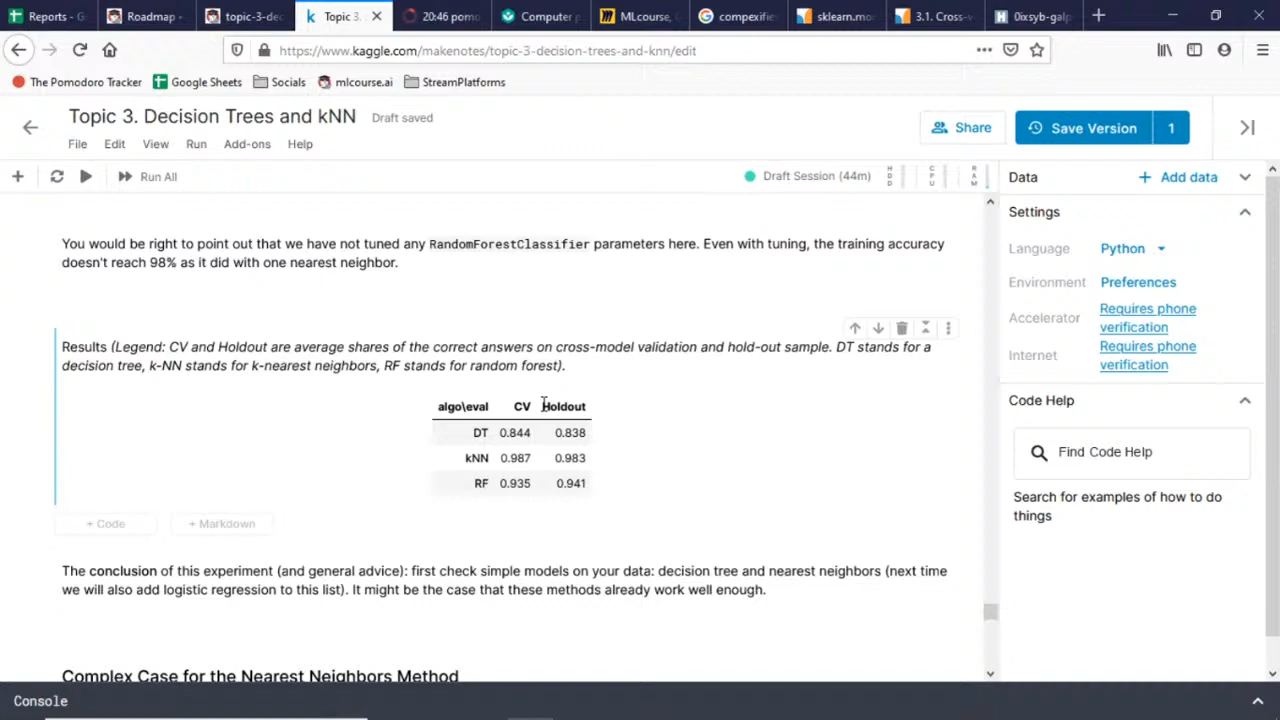 Reports - G
Roadmap -
topic-3-dec
Topic 3.
20:46 pomo
Computer p
MLcourse,
compexifie
sklearn.mo
3.1. Cross-v
0ixsyb-galp
https://www.kaggle.com/makenotes/topic-3-decision-trees-and-knn/edit
The Pomodoro Tracker
Google Sheets
Socials
mlcourse.ai
StreamPlatforms
Topic 3. Decision Trees and kNN
Draft saved
Share
Save Version
1
File Edit View Run Add-ons Help
Run All
Draft Session (44m)
HDD
CPU
RAM
Data
+ Add data
You would be right to point out that we have not tuned any RandomForestClassifier parameters here. Even with tuning, the training accuracy
doesn't reach 98% as it did with one nearest neighbor.
Results (Legend: CV and Holdout are average shares of the correct answers on cross-model validation and hold-out sample. DT stands for a
decision tree, k-NN stands for k-nearest neighbors, RF stands for random forest).
algo\eval CV Holdout
DT 0.844 0.838
kNN 0.987 0.983
RF 0.935 0.941
+ Code
+ Markdown
The conclusion of this experiment (and general advice): first check simple models on your data: decision tree and nearest neighbors (next time
we will also add logistic regression to this list). It might be the case that these methods already work well enough.
Complex Case for the Nearest Neighbors Method
Settings
Language Python
Environment Preferences
Accelerator Requires phone
verification
Internet Requires phone
verification
Code Help
Find Code Help
Search for examples of how to do
things
Console